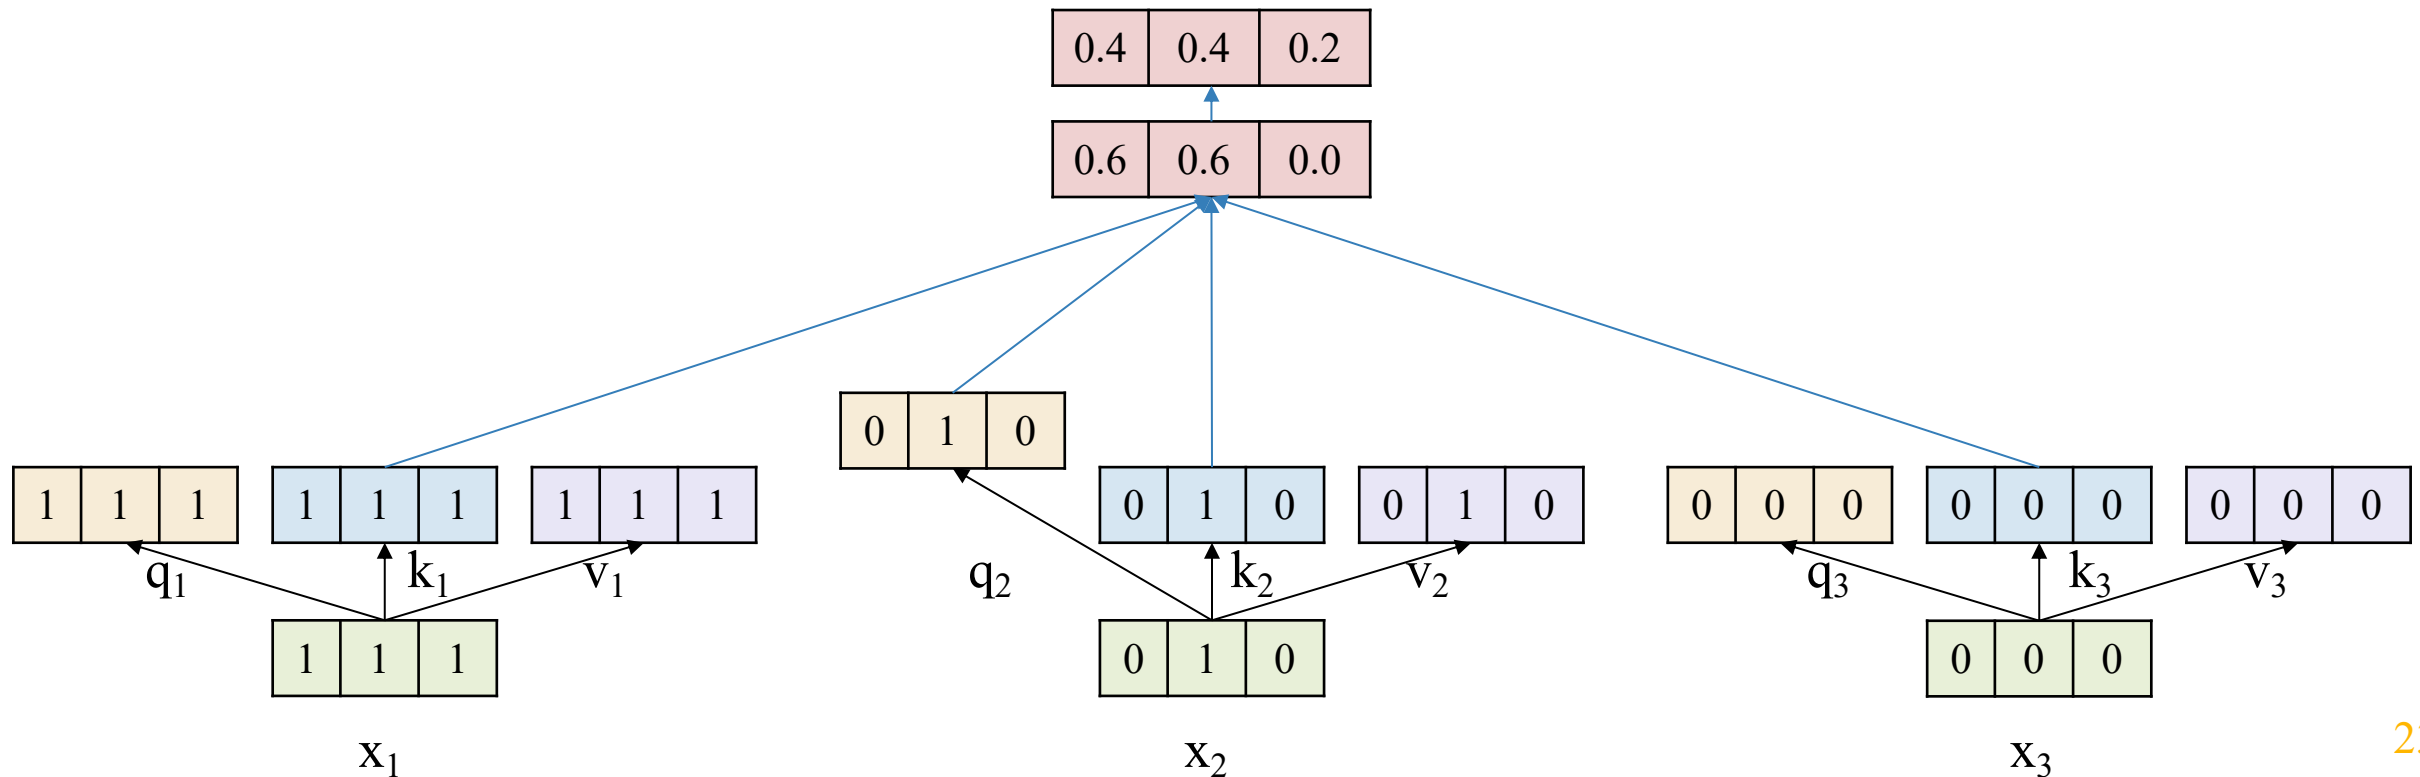 0.4 0.4 0.2
0.6 0.6 0.0
0 1 0
1 1 1 1 1 1 1 1 1 0 1 0 0 1 0 0 0 0 0 0 0 0 0 0
q₁ k₁ v₁ q₂ k₂ v₂ q₃ k₃ v₃
1 1 1 0 1 0 0 0 0
x₁ x₂ x₃